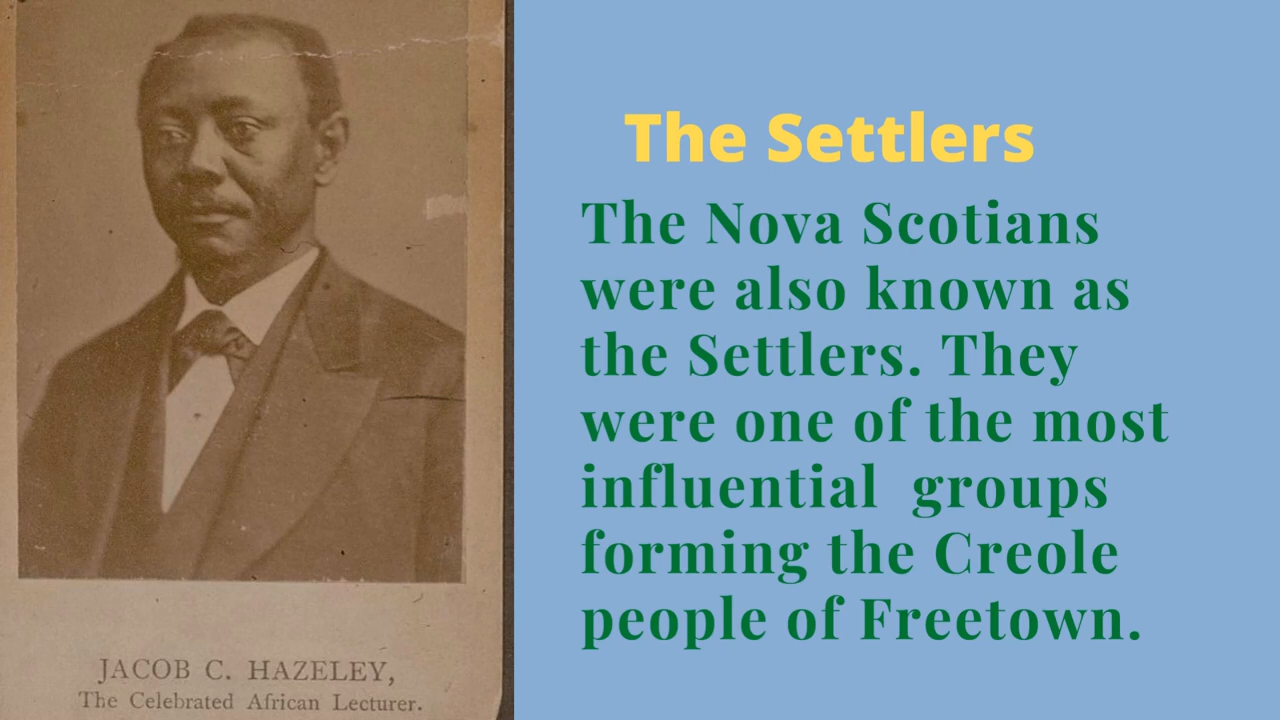 JACOB C. HAZELEY,
The Celebrated African Lecturer.
The Settlers
The Nova Scotians
were also known as
the Settlers. They
were one of the most
influential groups
forming the Creole
people of Freetown.